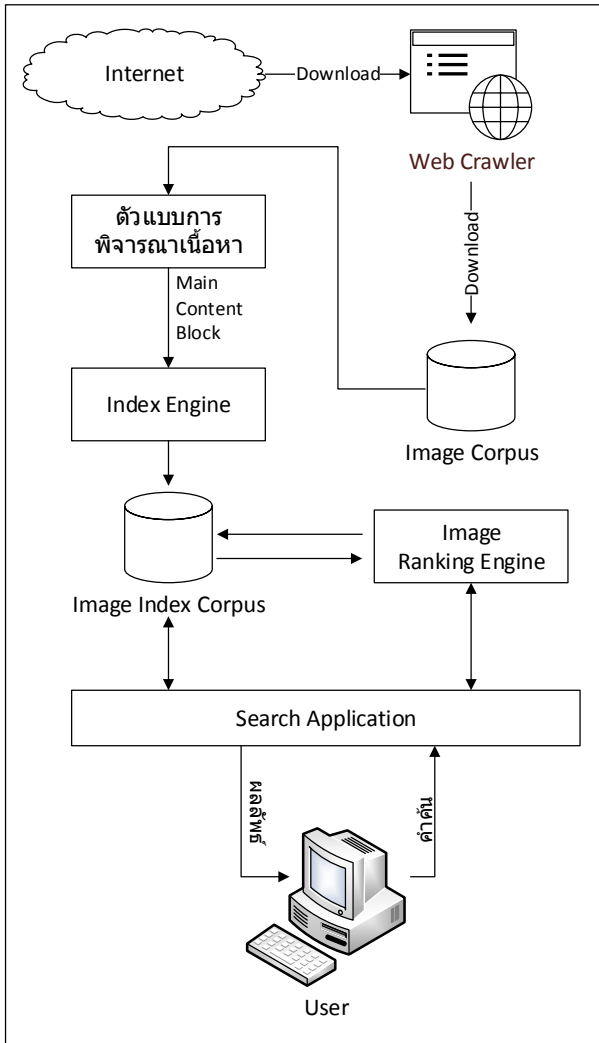 Internet
Download
Web Crawler
Download
ตัวแบบการ
พิจารณาเนื้อหา
Main
Content
Block
Index Engine
Image Corpus
Image
Ranking Engine
Image Index Corpus
Search Application
ผลลัพธ์
คำค้น
User